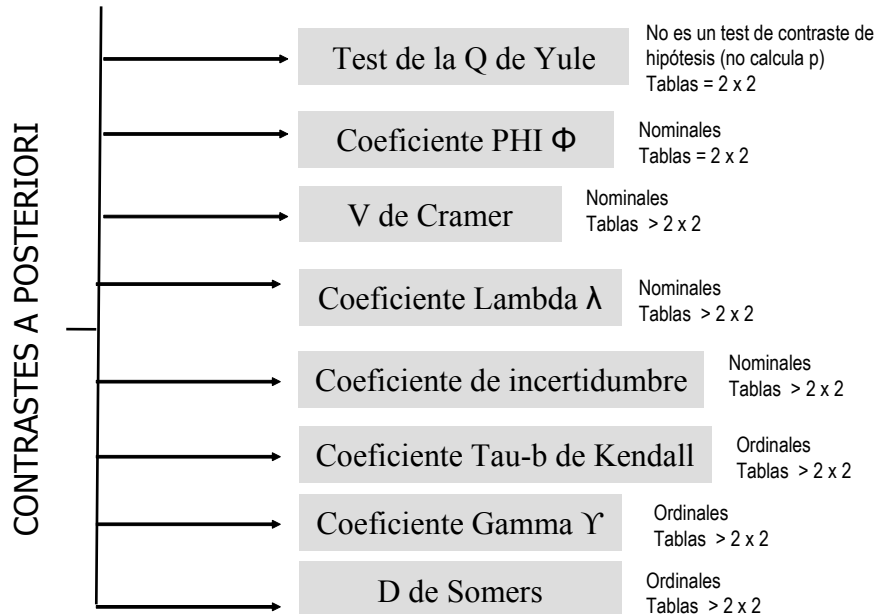 CONTRASTES A POSTERIORI
Test de la Q de Yule
No es un test de contraste de
hipótesis (no calcula p)
Tablas = 2 x 2
Coeficiente PHI Φ
Nominales
Tablas = 2 x 2
V de Cramer
Nominales
Tablas > 2 x 2
Coeficiente Lambda λ
Nominales
Tablas > 2 x 2
Coeficiente de incertidumbre
Nominales
Tablas > 2 x 2
Coeficiente Tau-b de Kendall
Ordinales
Tablas > 2 x 2
Coeficiente Gamma ϒ
Ordinales
Tablas > 2 x 2
D de Somers
Ordinales
Tablas > 2 x 2